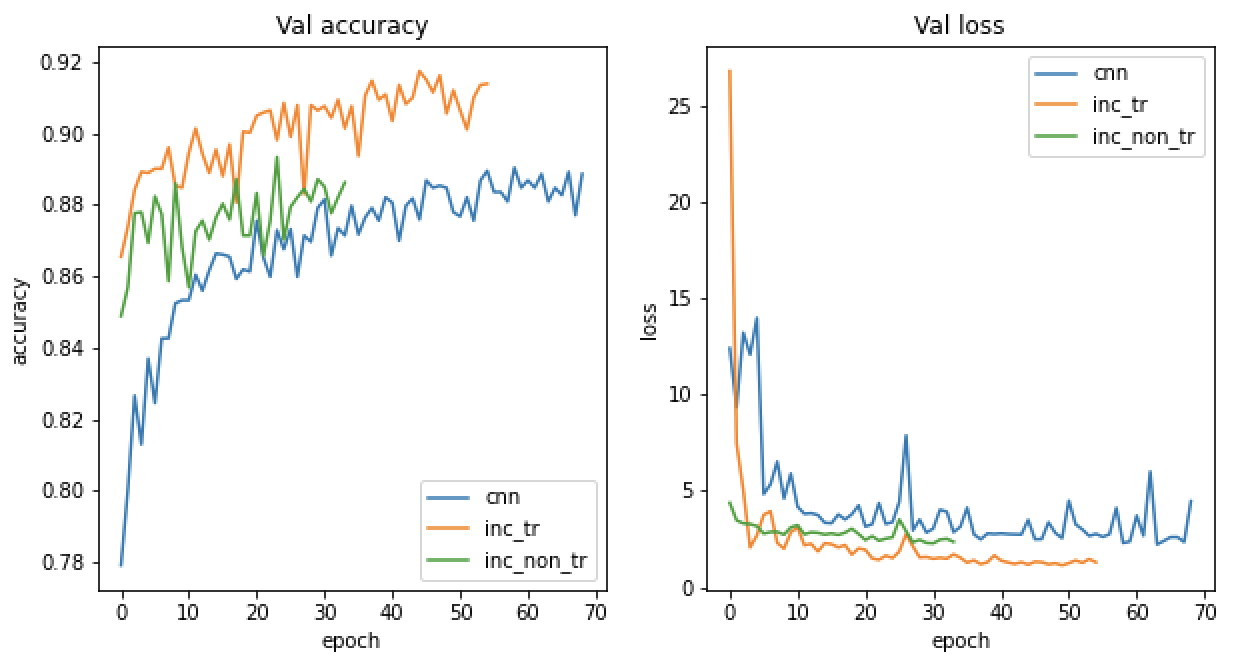 Val accuracy
0.92
0.90
0.88
0.86
0.84
0.82
0.80
0.78
accuracy
cnn
inc_tr
inc_non_tr
0 10 20 30 40 50 60 70
epoch
Val loss
25
20
15
10
5
0
loss
cnn
inc_tr
inc_non_tr
0 10 20 30 40 50 60 70
epoch